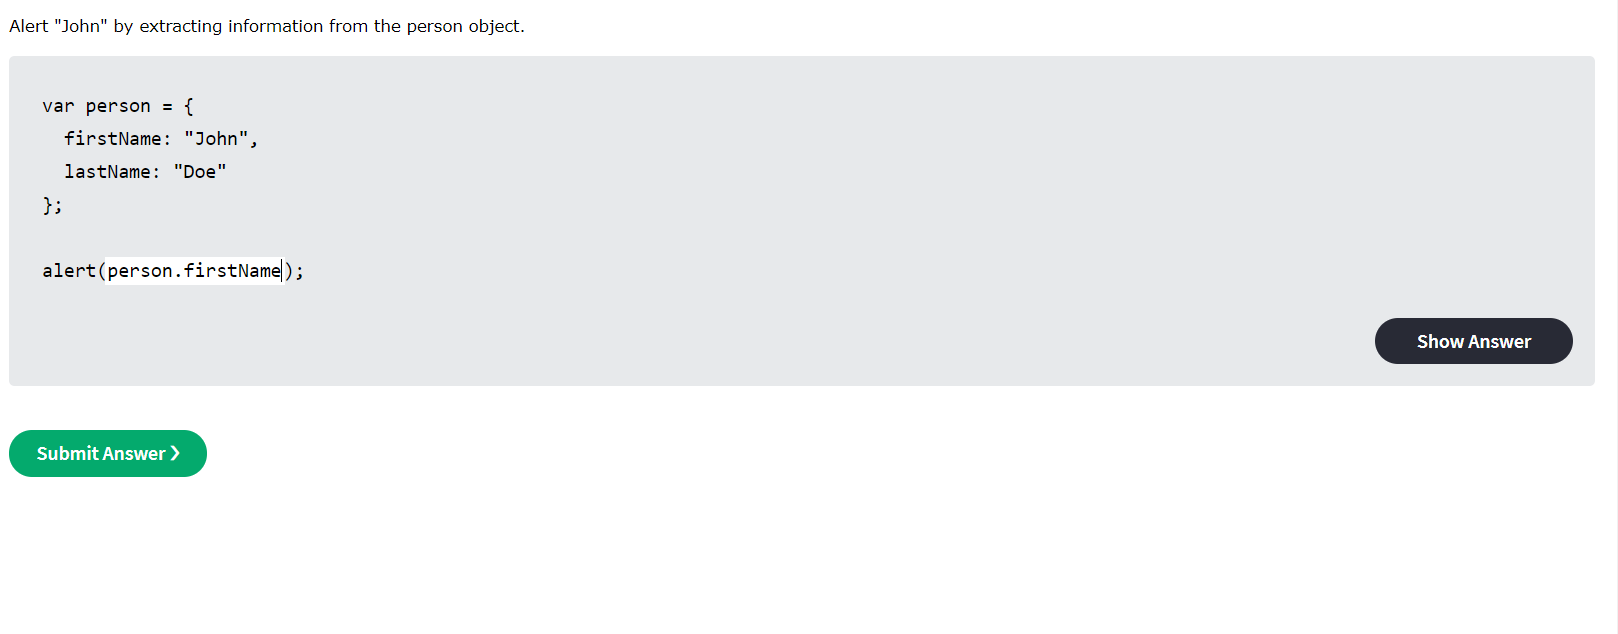 Alert "John" by extracting information from the person object.
var person = {
  firstName: "John",
  lastName: "Doe"
};
alert(person.firstName);
Show Answer
Submit Answer ❯